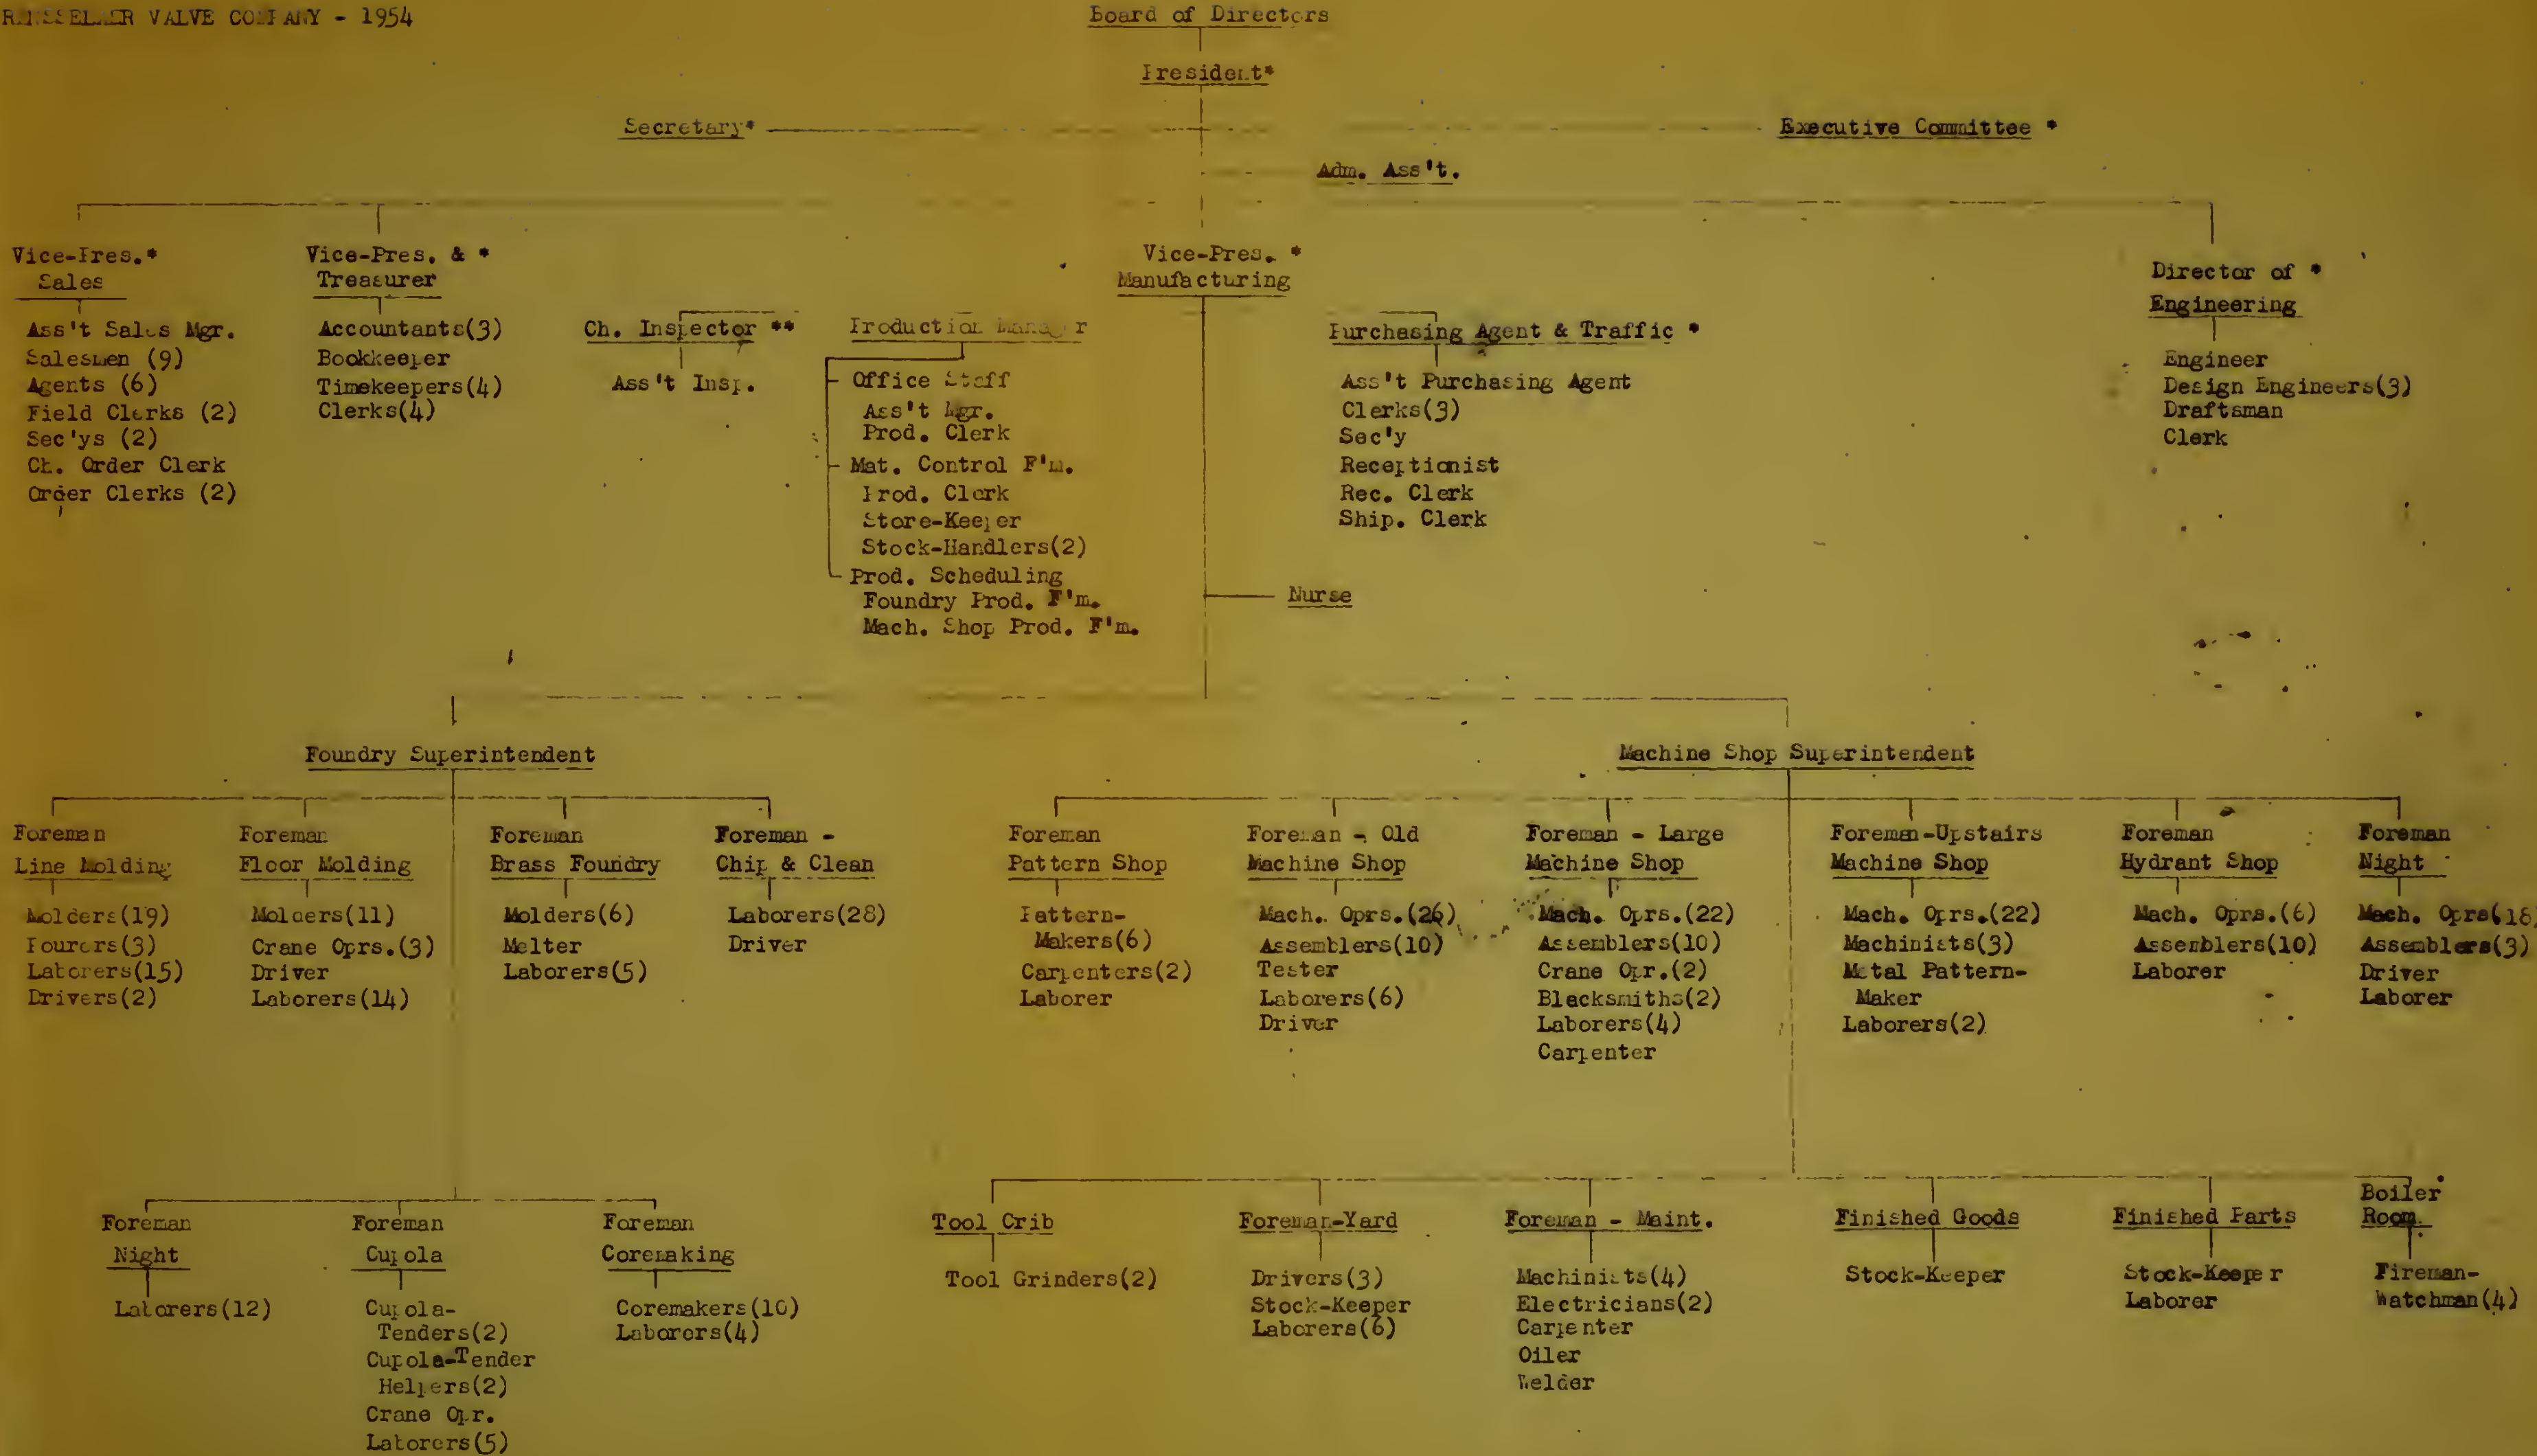 RENSSELAER VALVE COMPANY - 1954
Board of Directors
President*
Secretary*
Executive Committee *
Adm. Ass't.
Vice-Pres.*
Sales
Ass't Sales Mgr.
Salesmen (9)
Agents (6)
Field Clerks (2)
Sec'ys (2)
Ch. Order Clerk
Order Clerks (2)
Vice-Pres. & *
Treasurer
Accountants(3)
Bookkeeper
Timekeepers(4)
Clerks(4)
Vice-Pres. *
Manufacturing
Ch. Inspector **
Ass't Insp.
Production Manager
Office Staff
Ass't Mgr.
Prod. Clerk
Mat. Control F'm.
Prod. Clerk
Store-Keeper
Stock-Handlers(2)
Prod. Scheduling
Foundry Prod. F'm.
Mach. Shop Prod. F'm.
Purchasing Agent & Traffic *
Ass't Purchasing Agent
Clerks(3)
Sec'y
Receptionist
Rec. Clerk
Ship. Clerk
Nurse
Director of *
Engineering
Engineer
Design Engineers(3)
Draftsman
Clerk
Foundry Superintendent
Foreman
Line Molding
Molders(19)
Pourers(3)
Laborers(15)
Drivers(2)
Foreman
Floor Molding
Molders(11)
Crane Oprs.(3)
Driver
Laborers(14)
Foreman
Brass Foundry
Molders(6)
Melter
Laborers(5)
Foreman -
Chip & Clean
Laborers(28)
Driver
Machine Shop Superintendent
Foreman
Pattern Shop
Pattern-
Makers(6)
Carpenters(2)
Laborer
Foreman - Old
Machine Shop
Mach. Oprs.(26)
Assemblers(10)
Tester
Laborers(6)
Driver
Foreman - Large
Machine Shop
Mach. Oprs.(22)
Assemblers(10)
Crane Opr.(2)
Blacksmiths(2)
Laborers(4)
Carpenter
Foreman-Upstairs
Machine Shop
Mach. Oprs.(22)
Machinists(3)
Metal Pattern-
Maker
Laborers(2)
Foreman
Hydrant Shop
Mach. Oprs.(6)
Assemblers(10)
Laborer
Foreman
Night
Mach. Oprs(18)
Assemblers(3)
Driver
Laborer
Foreman
Night
Laborers(12)
Foreman
Cupola
Cupola-
Tenders(2)
Cupola-Tender
Helpers(2)
Crane Opr.
Laborers(5)
Foreman
Coremaking
Coremakers(10)
Laborers(4)
Tool Crib
Tool Grinders(2)
Foreman-Yard
Drivers(3)
Stock-Keeper
Laborers(6)
Foreman - Maint.
Machinists(4)
Electricians(2)
Carpenter
Oiler
Welder
Finished Goods
Stock-Keeper
Finished Parts
Stock-Keeper
Laborer
Boiler
Room
Fireman-
Watchman(4)